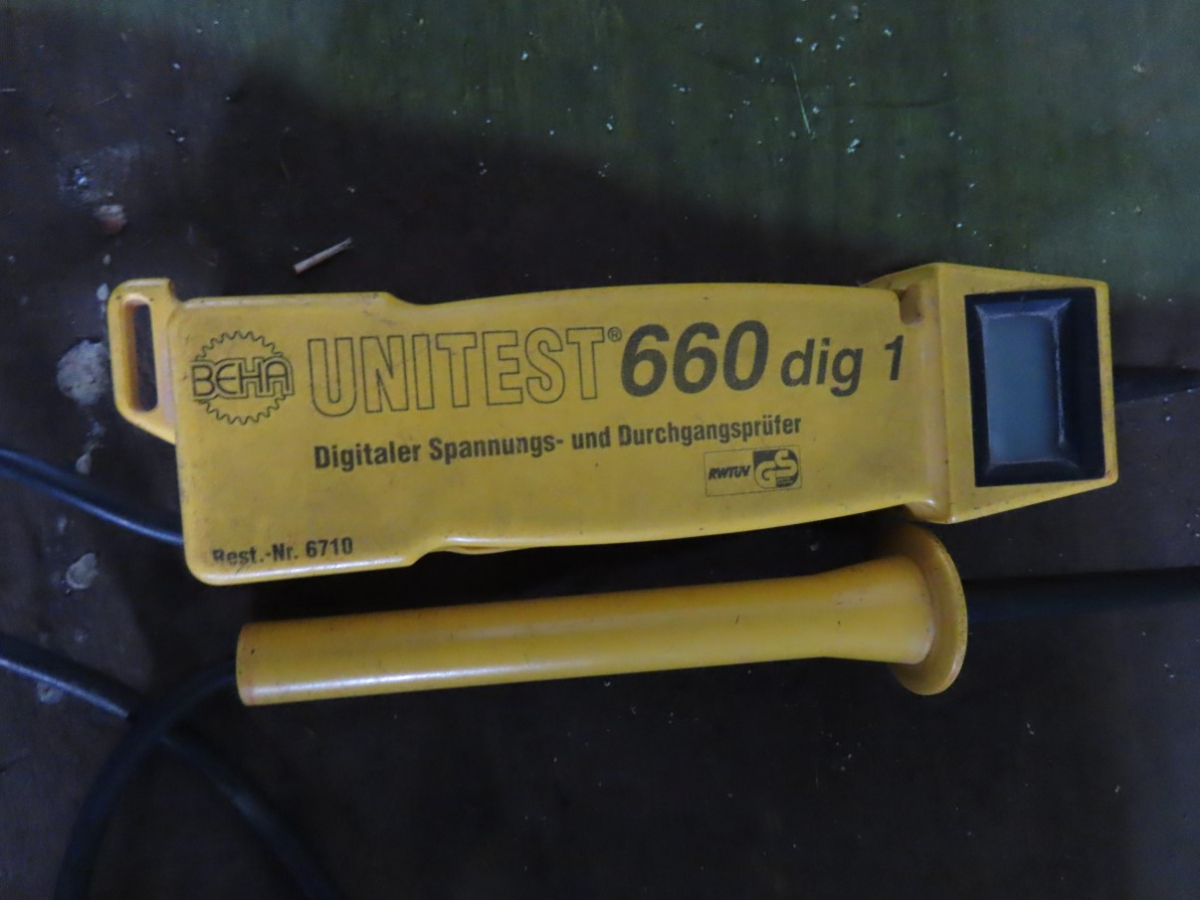 BEHA UNITEST® 660 dig 1
Digitaler Spannungs- und Durchgangsprüfer
RWTÜV GS
Best.-Nr. 6710